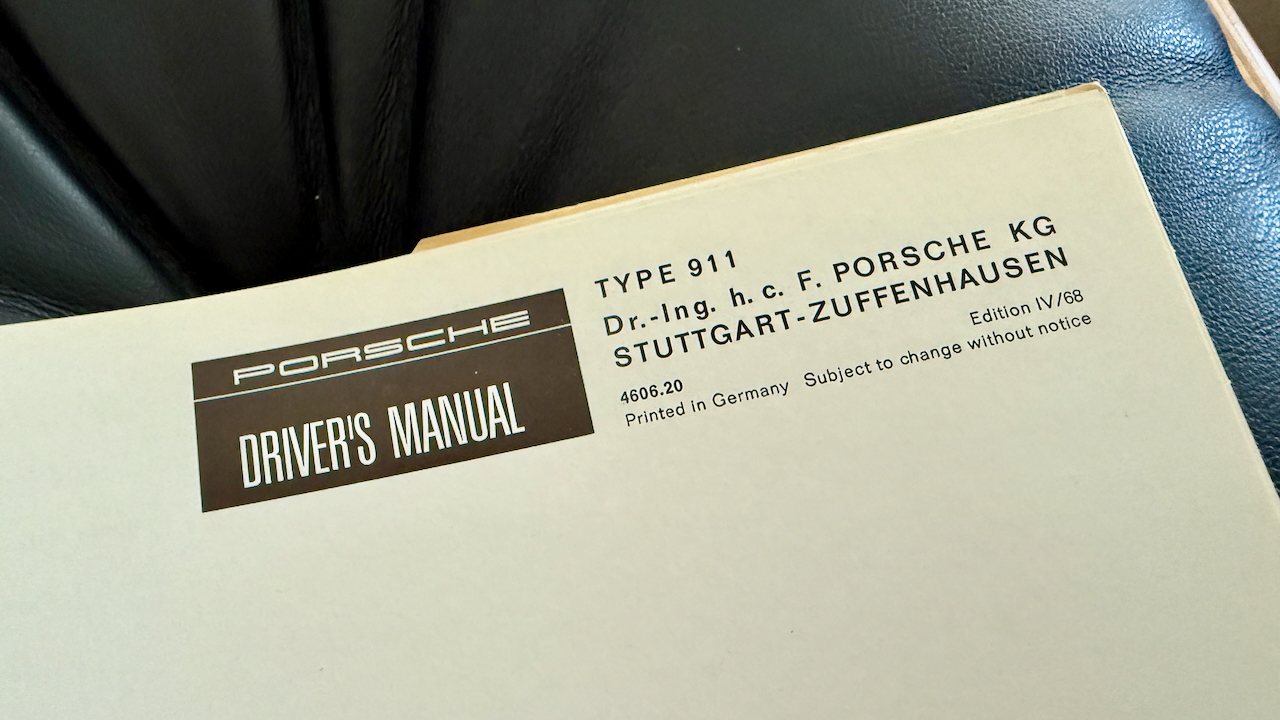 PORSCHE
DRIVER'S MANUAL
TYPE 911
Dr.-Ing. h. c. F. PORSCHE KG
STUTTGART-ZUFFENHAUSEN
Edition IV/68
4606.20
Printed in Germany Subject to change without notice